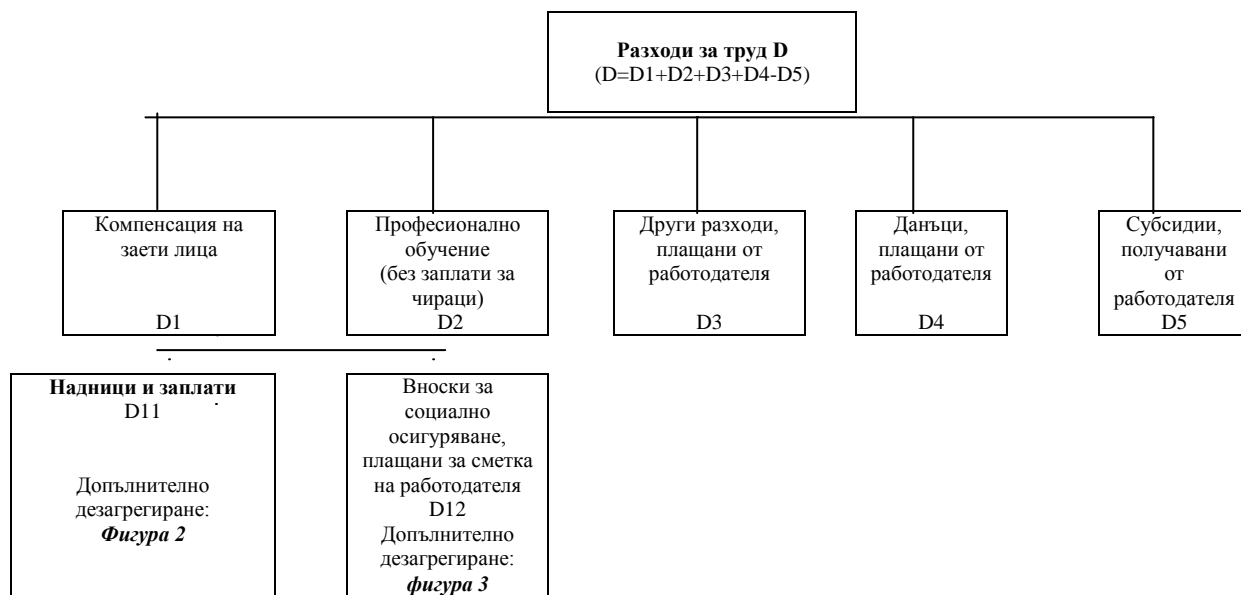 Разходи за труд D
(D=D1+D2+D3+D4-D5)
Компенсация на
заети лица
D1
Професионално
обучение
(без заплати за
чираци)
D2
Други разходи,
плащани от
работодателя
D3
Данъци,
плащани от
работодателя
D4
Субсидии,
получавани
от
работодателя
D5
Надници и заплати
D11
Допълнително
дезагрегиране:
Фигура 2
Вноски за
социално
осигуряване,
плащани за сметка
на работодателя
D12
Допълнително
дезагрегиране:
фигура 3